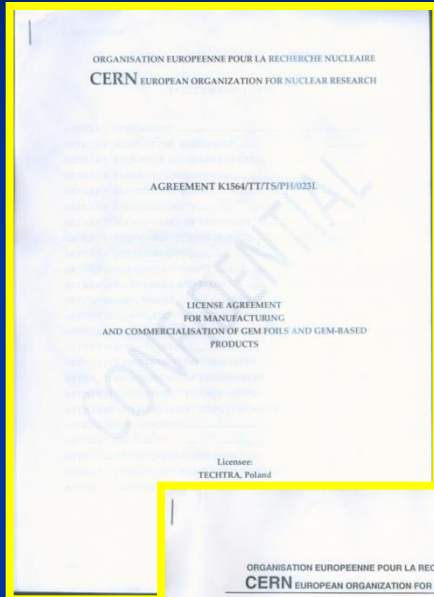 ORGANISATION EUROPEENNE POUR LA RECHERCHE NUCLEAIRE
CERN EUROPEAN ORGANIZATION FOR NUCLEAR RESEARCH
AGREEMENT K1564/TT/TS/PH/023L
CONFIDENTIAL
LICENSE AGREEMENT
FOR MANUFACTURING
AND COMMERCIALISATION OF GEM FOILS AND GEM-BASED
PRODUCTS
Licensee:
TECHTRA, Poland
ORGANISATION EUROPEENNE POUR LA REC
CERN EUROPEAN ORGANIZATION FOR